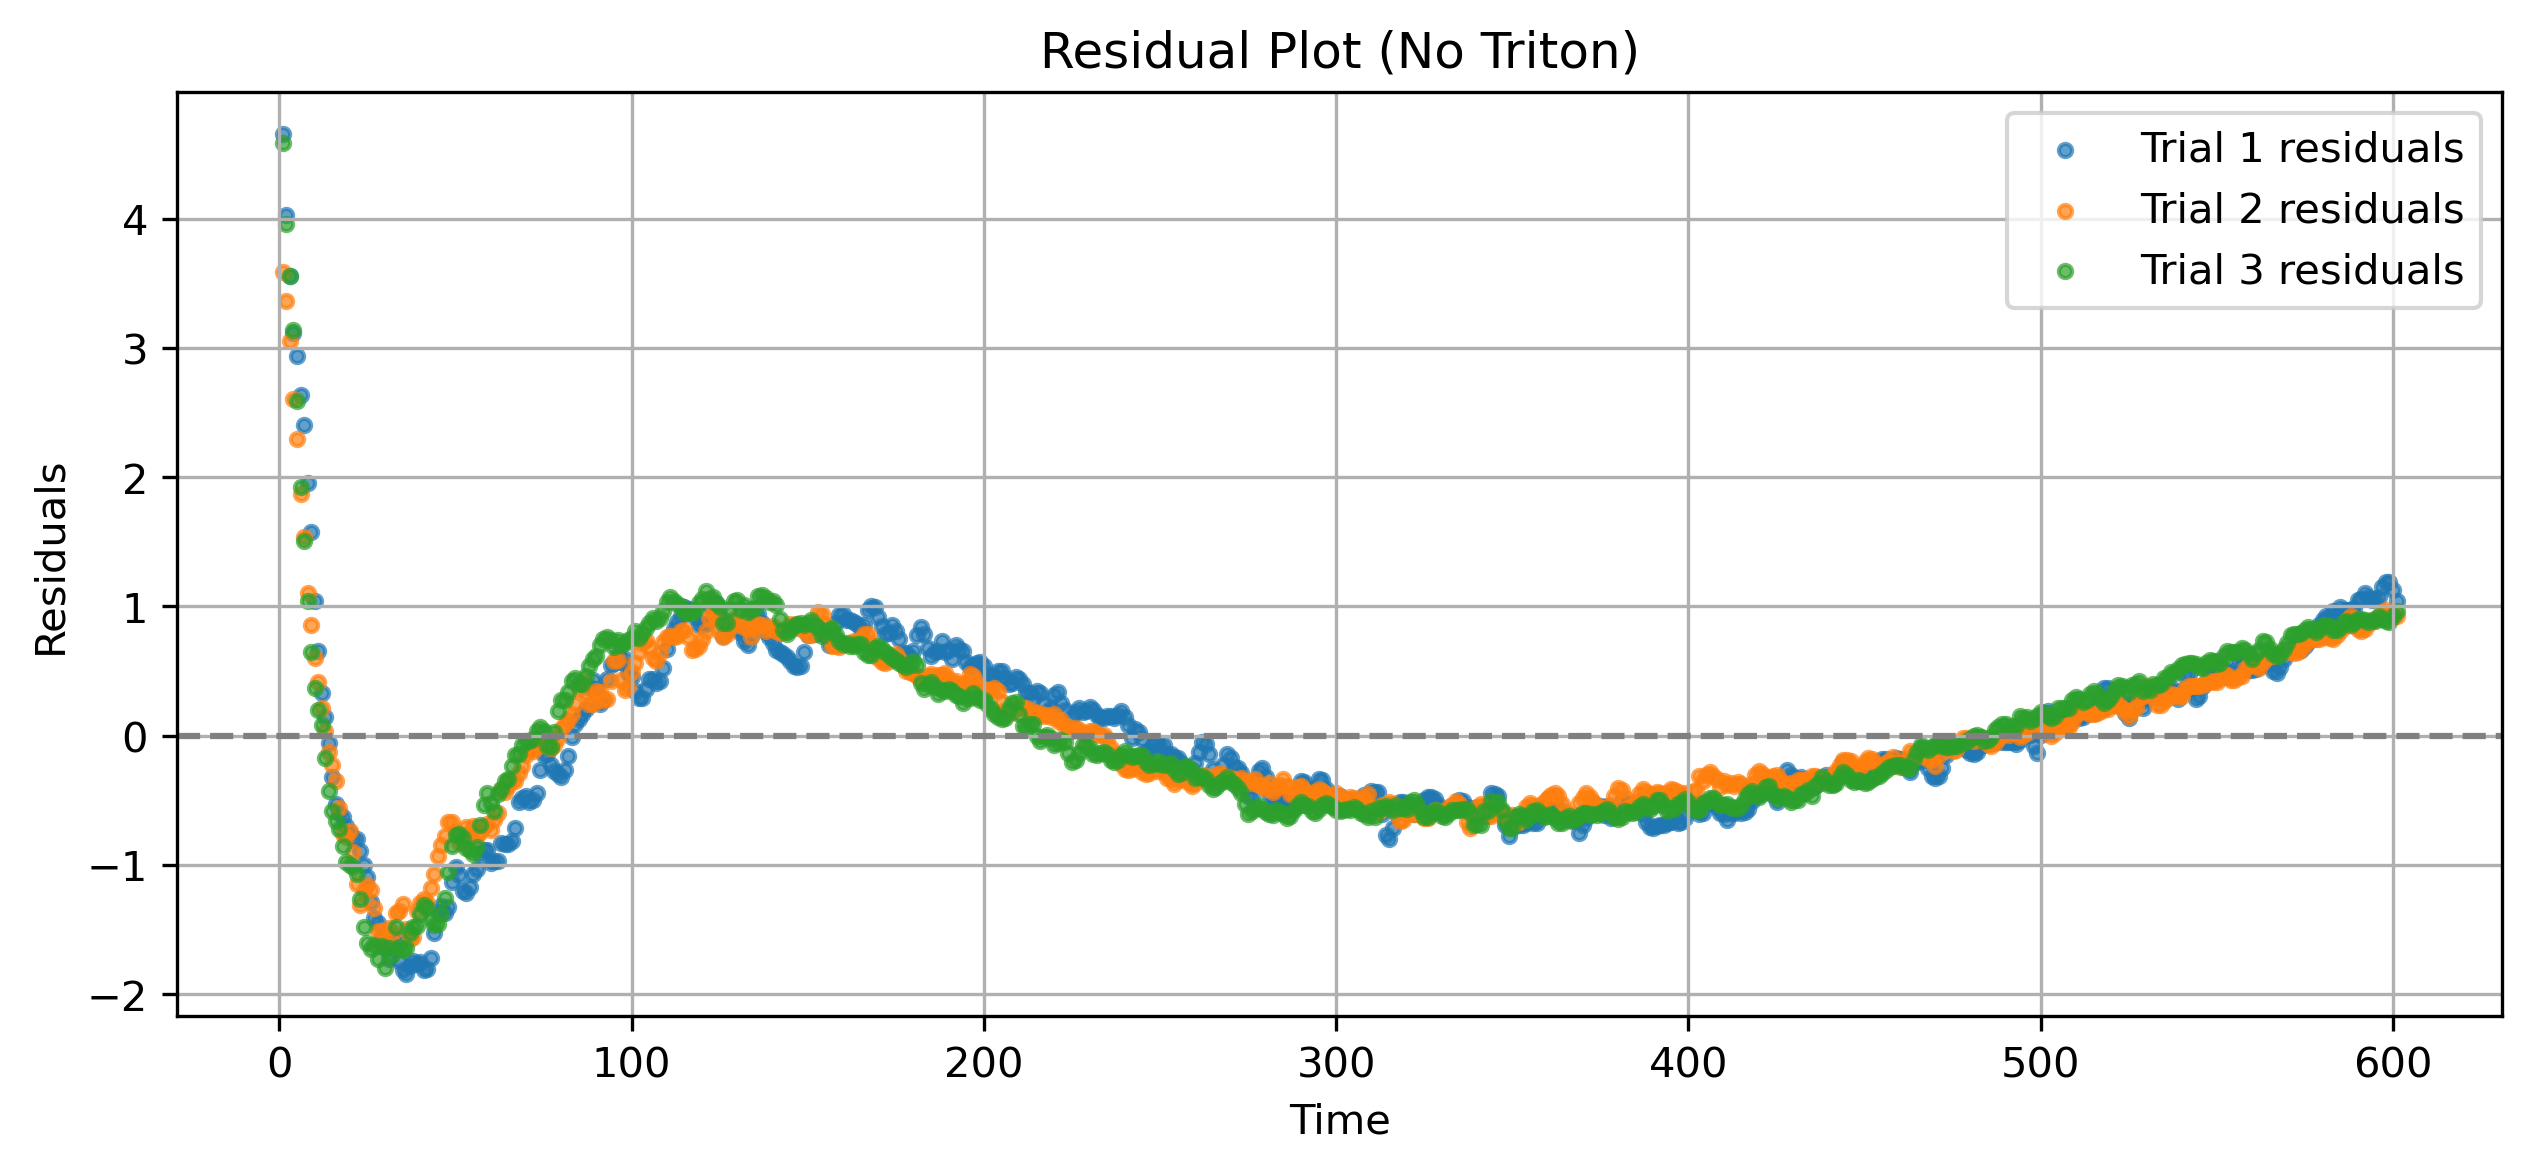 Residual Plot (No Triton)
Trial 1 residuals
Trial 2 residuals
Trial 3 residuals
Residuals
4
3
2
1
0
−1
−2
0 100 200 300 400 500 600
Time